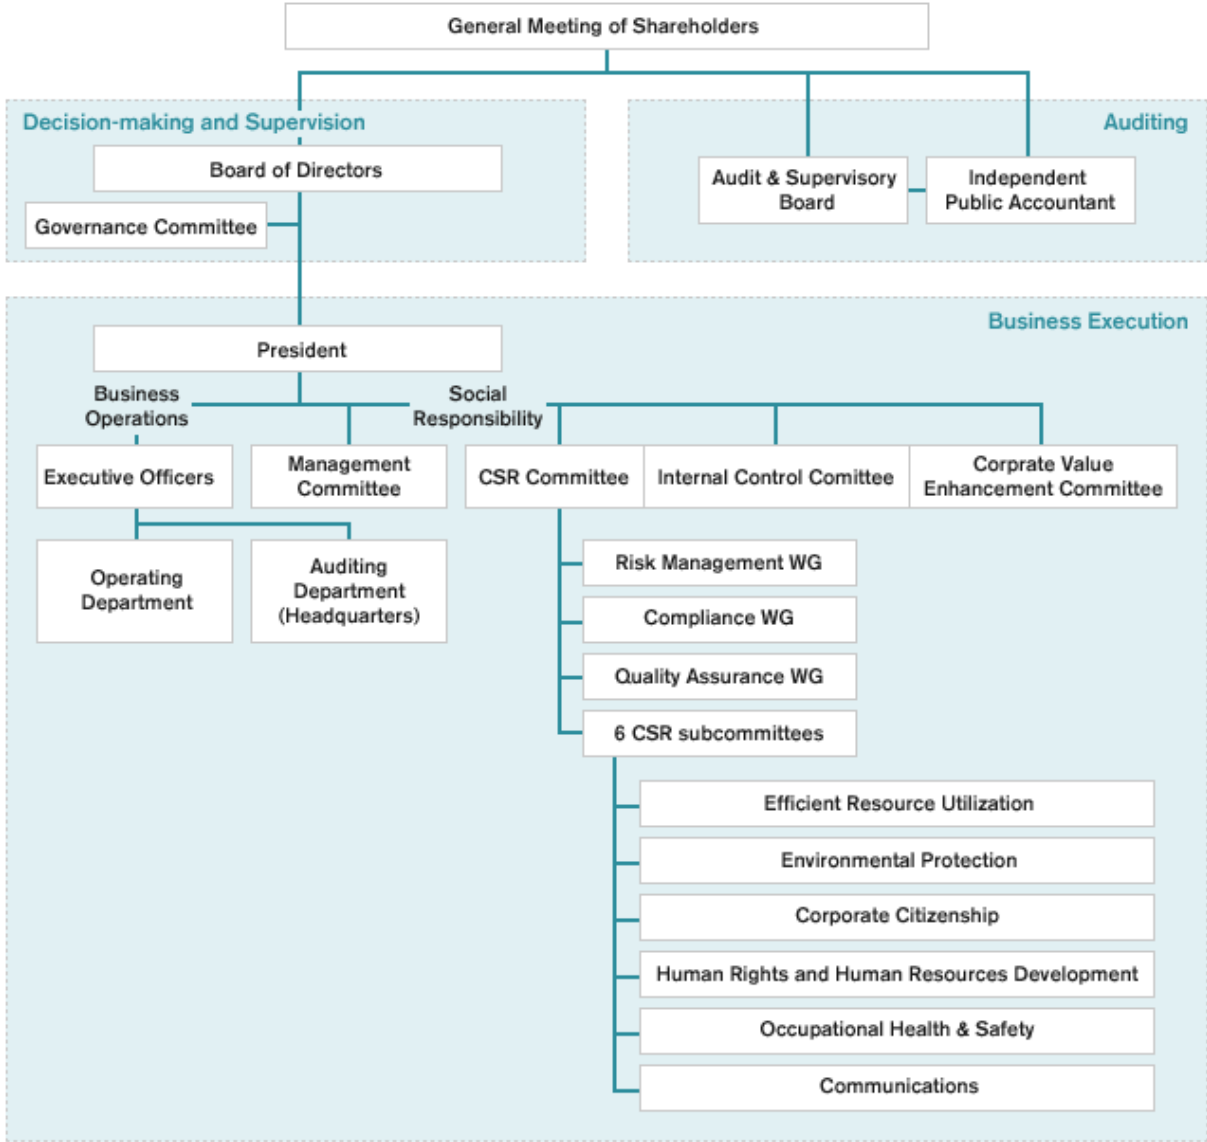 General Meeting of Shareholders
Decision-making and Supervision
Auditing
Board of Directors
Governance Committee
Audit & Supervisory
Board
Independent
Public Accountant
Business Execution
President
Business
Operations
Social
Responsibility
Executive Officers
Management
Committee
CSR Committee
Internal Control Comittee
Corprate Value
Enhancement Committee
Operating
Department
Auditing
Department
(Headquarters)
Risk Management WG
Compliance WG
Quality Assurance WG
6 CSR subcommittees
Efficient Resource Utilization
Environmental Protection
Corporate Citizenship
Human Rights and Human Resources Development
Occupational Health & Safety
Communications